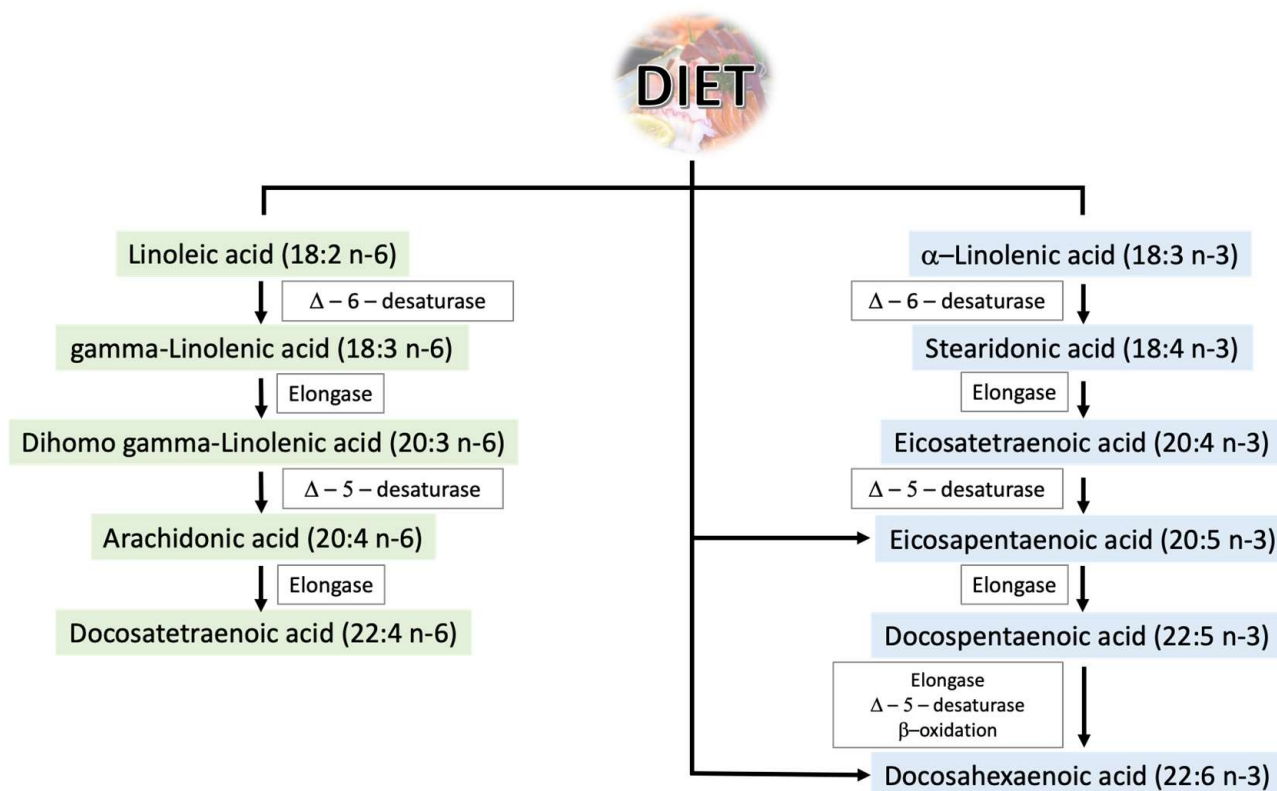 DIET
Linoleic acid (18:2 n-6)
Δ – 6 – desaturase
gamma-Linolenic acid (18:3 n-6)
Elongase
Dihomo gamma-Linolenic acid (20:3 n-6)
Δ – 5 – desaturase
Arachidonic acid (20:4 n-6)
Elongase
Docosatetraenoic acid (22:4 n-6)
α–Linolenic acid (18:3 n-3)
Δ – 6 – desaturase
Stearidonic acid (18:4 n-3)
Elongase
Eicosatetraenoic acid (20:4 n-3)
Δ – 5 – desaturase
Eicosapentaenoic acid (20:5 n-3)
Elongase
Docospentaenoic acid (22:5 n-3)
Elongase
Δ – 5 – desaturase
β–oxidation
Docosahexaenoic acid (22:6 n-3)